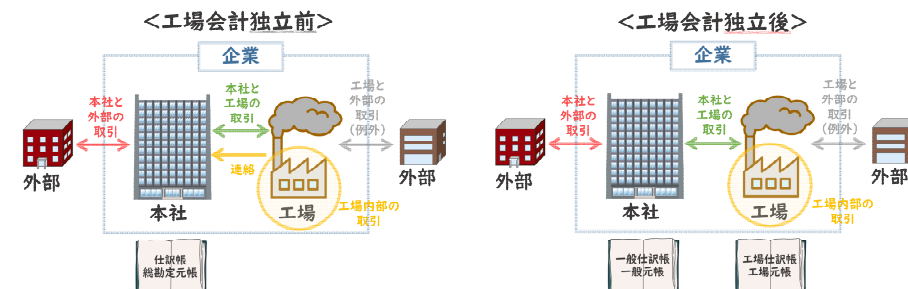 <工場会計独立前>
企業
本社と
外部の
取引
本社と
工場の
取引
工場と
外部の
取引
(例外)
連絡
外部
本社
工場
外部
工場内部の
取引
仕訳帳
総勘定元帳
<工場会計独立後>
企業
本社と
外部の
取引
本社と
工場の
取引
工場と
外部の
取引
(例外)
外部
本社
工場
外部
工場内部の
取引
一般仕訳帳
一般元帳
工場仕訳帳
工場元帳